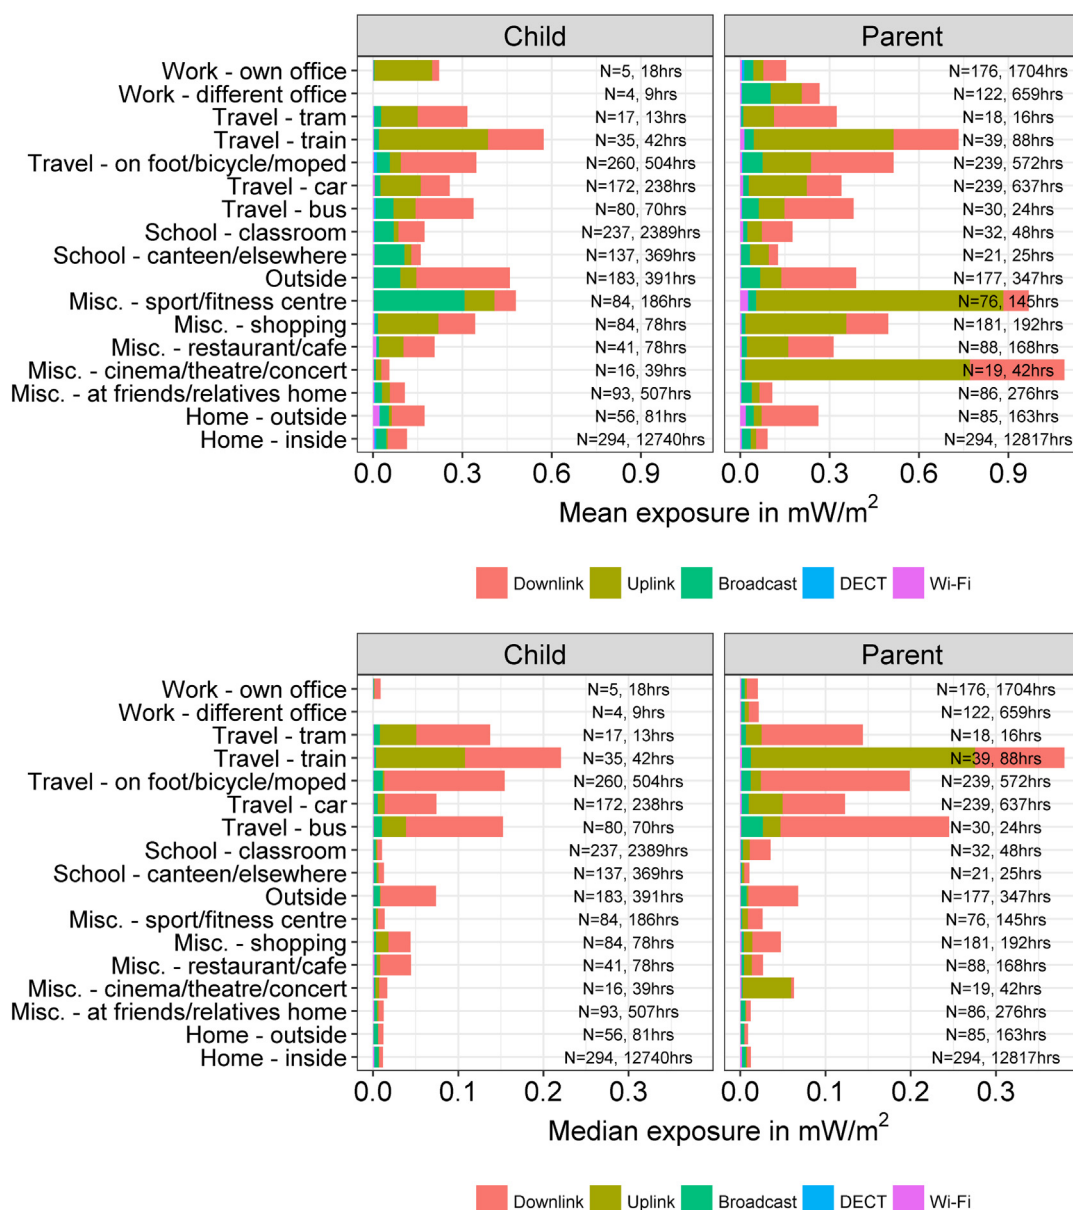 Child Parent
Work - own office N=5, 18hrs N=176, 1704hrs
Work - different office N=4, 9hrs N=122, 659hrs
Travel - tram N=17, 13hrs N=18, 16hrs
Travel - train N=35, 42hrs N=39, 88hrs
Travel - on foot/bicycle/moped N=260, 504hrs N=239, 572hrs
Travel - car N=172, 238hrs N=239, 637hrs
Travel - bus N=80, 70hrs N=30, 24hrs
School - classroom N=237, 2389hrs N=32, 48hrs
School - canteen/elsewhere N=137, 369hrs N=21, 25hrs
Outside N=183, 391hrs N=177, 347hrs
Misc. - sport/fitness centre N=84, 186hrs N=76, 145hrs
Misc. - shopping N=84, 78hrs N=181, 192hrs
Misc. - restaurant/cafe N=41, 78hrs N=88, 168hrs
Misc. - cinema/theatre/concert N=16, 39hrs N=19, 42hrs
Misc. - at friends/relatives home N=93, 507hrs N=86, 276hrs
Home - outside N=56, 81hrs N=85, 163hrs
Home - inside N=294, 12740hrs N=294, 12817hrs
0.0 0.3 0.6 0.9 0.0 0.3 0.6 0.9
Mean exposure in mW/m²
Downlink Uplink Broadcast DECT Wi-Fi
Child Parent
Work - own office N=5, 18hrs N=176, 1704hrs
Work - different office N=4, 9hrs N=122, 659hrs
Travel - tram N=17, 13hrs N=18, 16hrs
Travel - train N=35, 42hrs N=39, 88hrs
Travel - on foot/bicycle/moped N=260, 504hrs N=239, 572hrs
Travel - car N=172, 238hrs N=239, 637hrs
Travel - bus N=80, 70hrs N=30, 24hrs
School - classroom N=237, 2389hrs N=32, 48hrs
School - canteen/elsewhere N=137, 369hrs N=21, 25hrs
Outside N=183, 391hrs N=177, 347hrs
Misc. - sport/fitness centre N=84, 186hrs N=76, 145hrs
Misc. - shopping N=84, 78hrs N=181, 192hrs
Misc. - restaurant/cafe N=41, 78hrs N=88, 168hrs
Misc. - cinema/theatre/concert N=16, 39hrs N=19, 42hrs
Misc. - at friends/relatives home N=93, 507hrs N=86, 276hrs
Home - outside N=56, 81hrs N=85, 163hrs
Home - inside N=294, 12740hrs N=294, 12817hrs
0.0 0.1 0.2 0.3 0.0 0.1 0.2 0.3
Median exposure in mW/m²
Downlink Uplink Broadcast DECT Wi-Fi